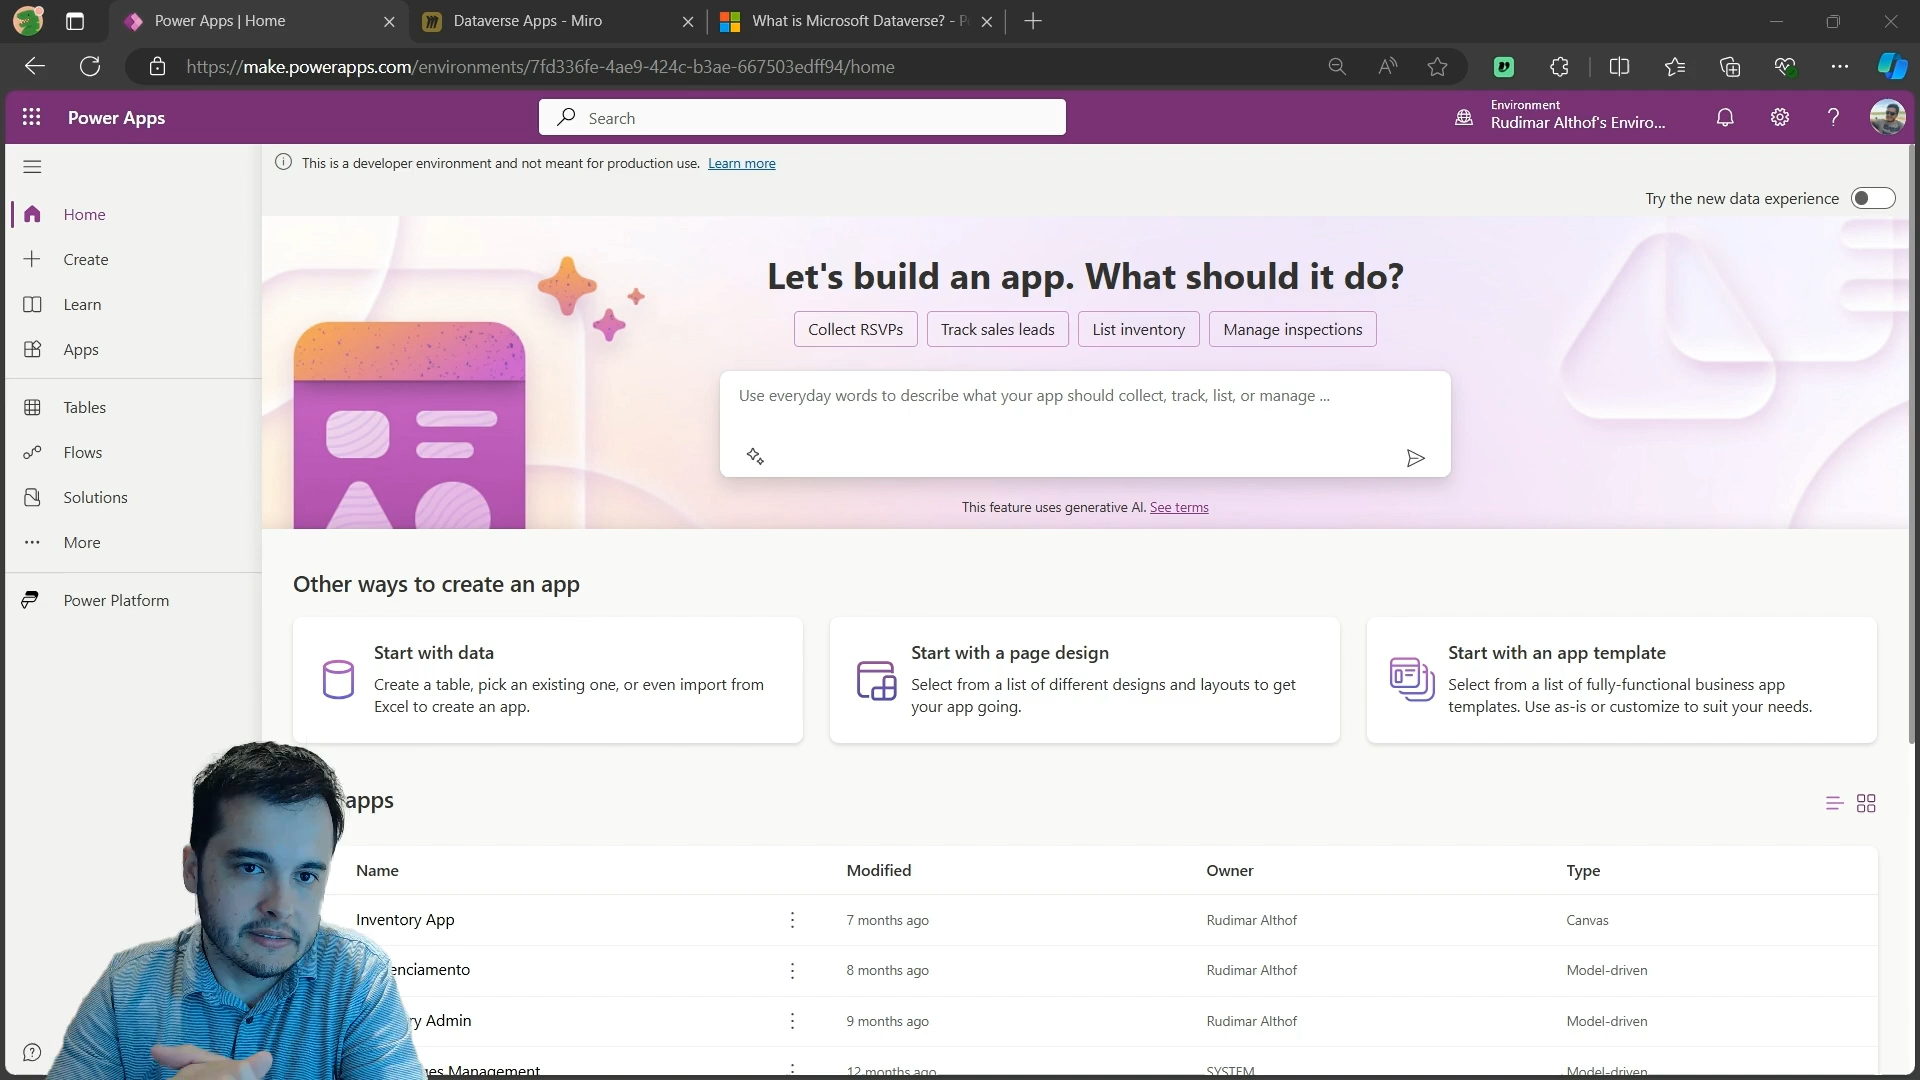 Power Apps | Home
Dataverse Apps - Miro
What is Microsoft Dataverse? - P
https://make.powerapps.com/environments/7fd336fe-4ae9-424c-b3ae-667503edff94/home
Power Apps
Search
Environment
Rudimar Althof's Enviro...
This is a developer environment and not meant for production use. Learn more
Try the new data experience
Home
Create
Learn
Apps
Tables
Flows
Solutions
More
Power Platform
Let's build an app. What should it do?
Collect RSVPs
Track sales leads
List inventory
Manage inspections
Use everyday words to describe what your app should collect, track, list, or manage ...
This feature uses generative AI. See terms
Other ways to create an app
Start with data
Create a table, pick an existing one, or even import from
Excel to create an app.
Start with a page design
Select from a list of different designs and layouts to get
your app going.
Start with an app template
Select from a list of fully-functional business app
templates. Use as-is or customize to suit your needs.
apps
Name Modified Owner Type
Inventory App 7 months ago Rudimar Althof Canvas
enciamento 8 months ago Rudimar Althof Model-driven
ry Admin 9 months ago Rudimar Althof Model-driven
ges Management 12 months ago SYSTEM Model-driven